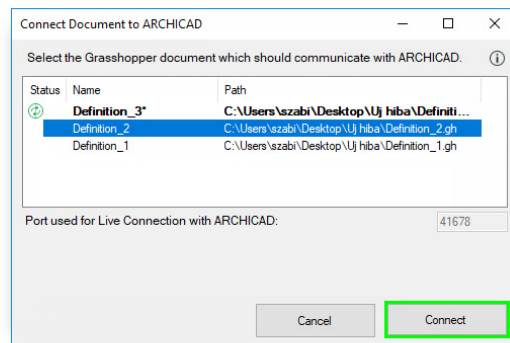 Connect Document to ARCHICAD
Select the Grasshopper document which should communicate with ARCHICAD.
Status Name Path
Definition_3* C:\Users\szabi\Desktop\Uj hiba\Definiti...
Definition_2 C:\Users\szabi\Desktop\Uj hiba\Definition_2.gh
Definition_1 C:\Users\szabi\Desktop\Uj hiba\Definition_1.gh
Port used for Live Connection with ARCHICAD: 41678
Cancel Connect